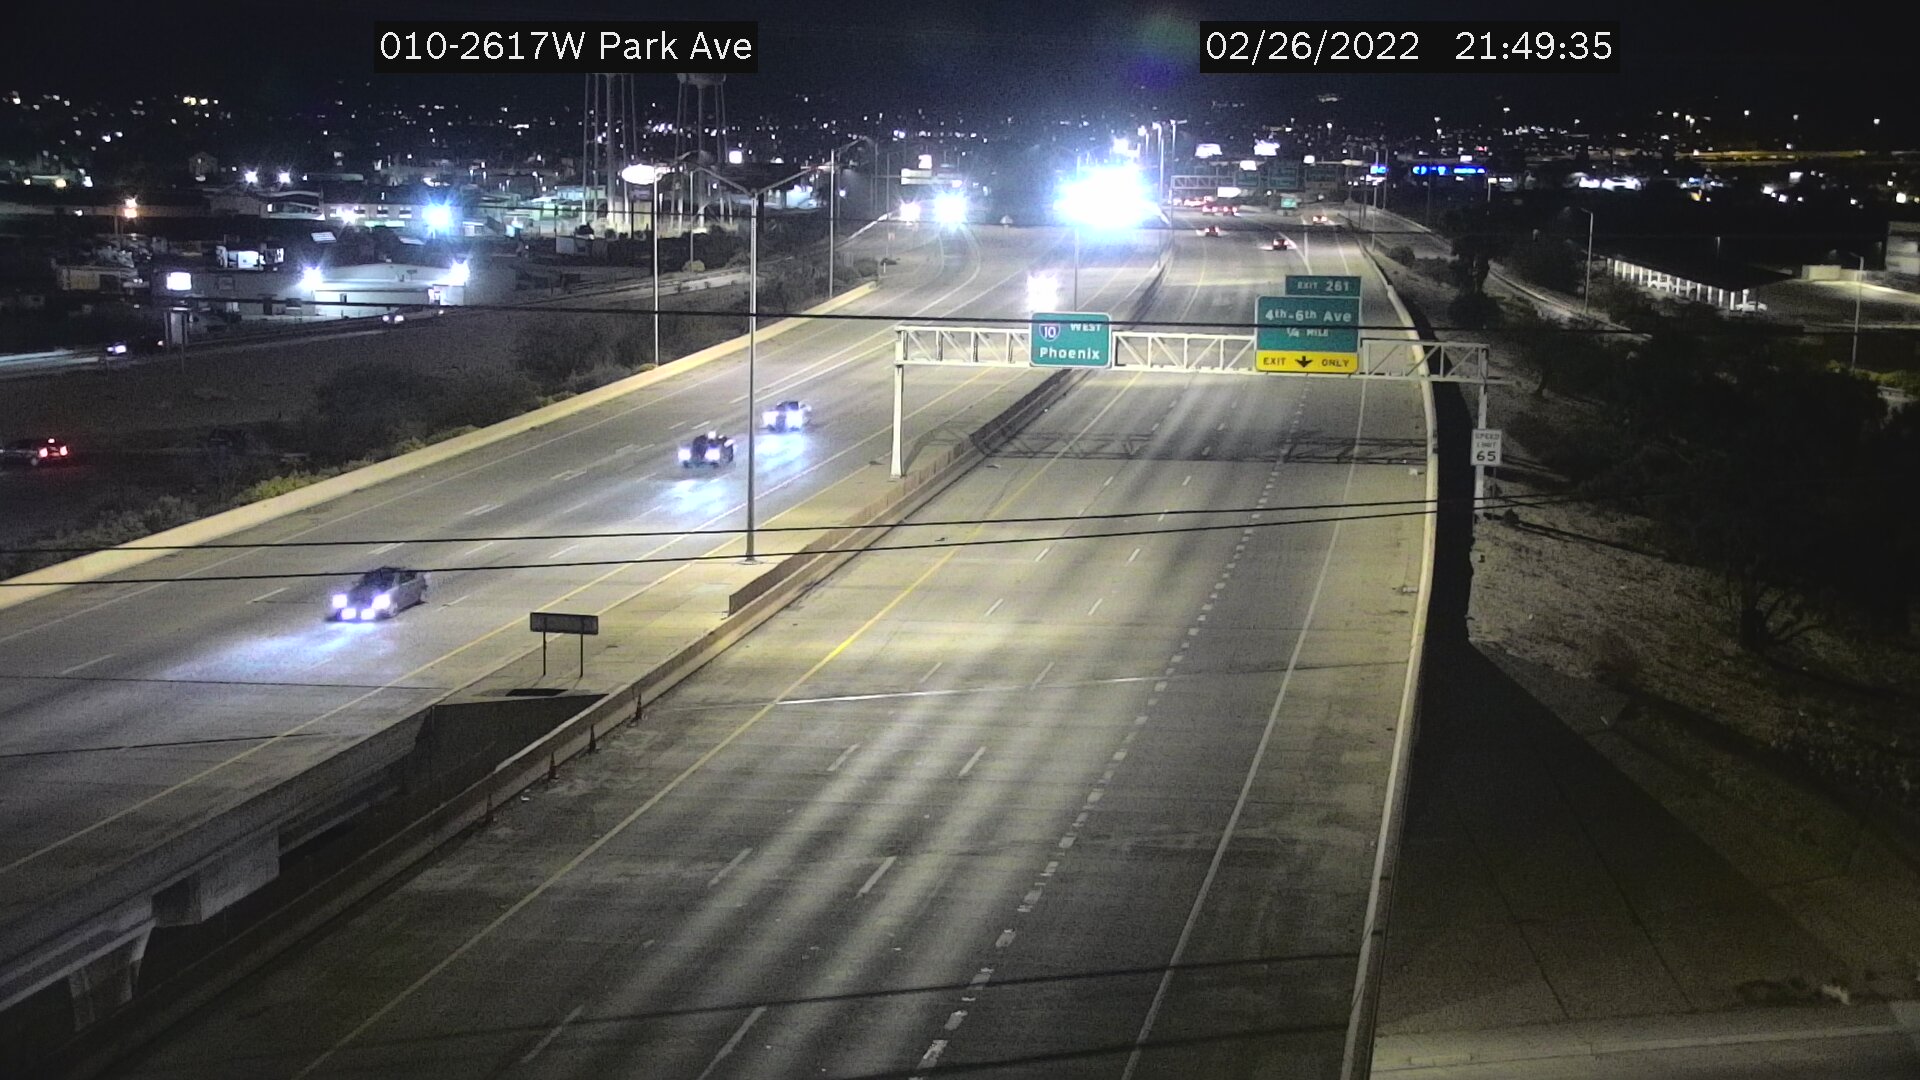 010-2617W Park Ave
02/26/2022 21:49:35
EXIT 261
4th-6th Ave
1/4 MILE
EXIT ONLY
10 WEST
Phoenix
SPEED
LIMIT
65